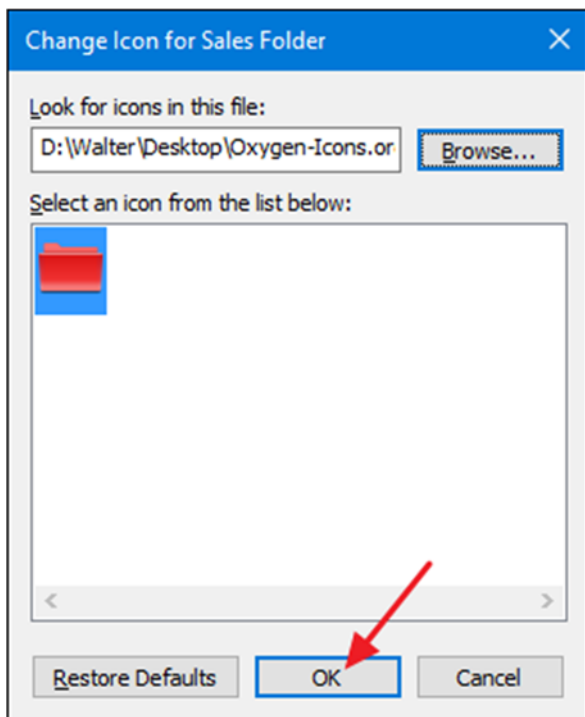 Change Icon for Sales Folder
Look for icons in this file:
D:\Walter\Desktop\Oxygen-Icons.or Browse...
Select an icon from the list below:
Restore Defaults OK Cancel